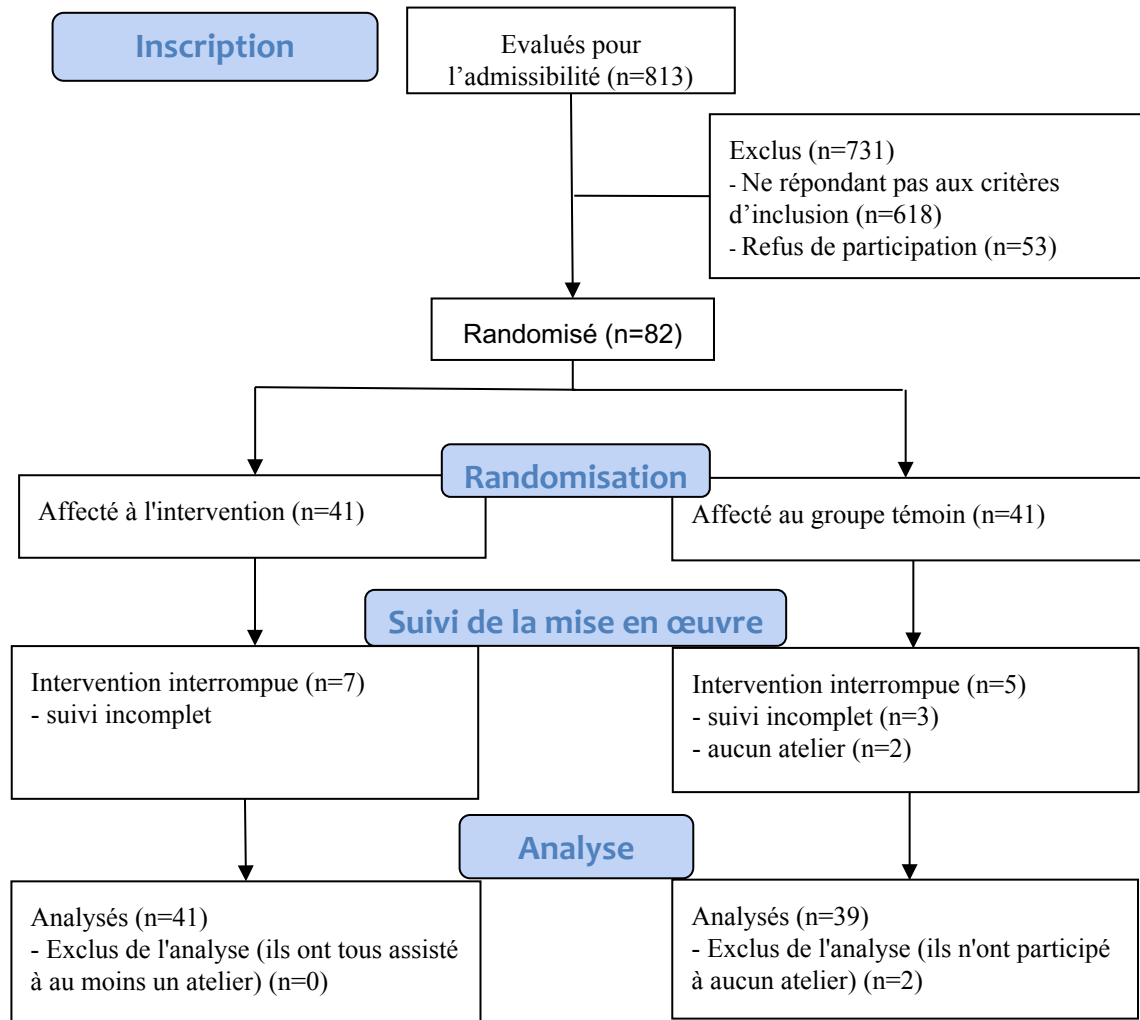 Inscription
Evalués pour
l’admissibilité (n=813)
Exclus (n=731)
- Ne répondant pas aux critères
d’inclusion (n=618)
- Refus de participation (n=53)
Randomisé (n=82)
Randomisation
Affecté à l'intervention (n=41)
Affecté au groupe témoin (n=41)
Suivi de la mise en œuvre
Intervention interrompue (n=7)
- suivi incomplet
Intervention interrompue (n=5)
- suivi incomplet (n=3)
- aucun atelier (n=2)
Analyse
Analysés (n=41)
- Exclus de l'analyse (ils ont tous assisté
à au moins un atelier) (n=0)
Analysés (n=39)
- Exclus de l'analyse (ils n'ont participé
à aucun atelier) (n=2)